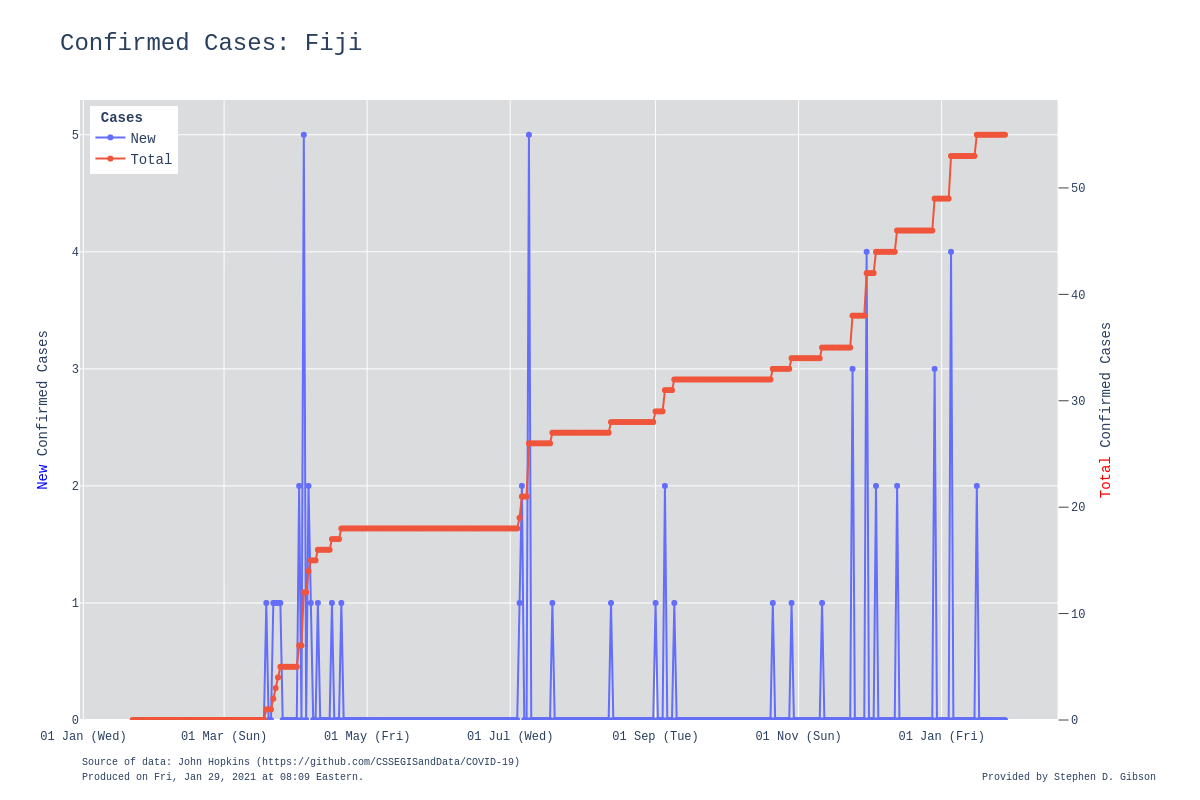 Confirmed Cases: Fiji
Cases
New
Total
5
4
3
2
1
0
New Confirmed Cases
50
40
30
20
10
0
Total Confirmed Cases
01 Jan (Wed)
01 Mar (Sun)
01 May (Fri)
01 Jul (Wed)
01 Sep (Tue)
01 Nov (Sun)
01 Jan (Fri)
Source of data: John Hopkins (https://github.com/CSSEGISandData/COVID-19)
Produced on Fri, Jan 29, 2021 at 08:09 Eastern.
Provided by Stephen D. Gibson